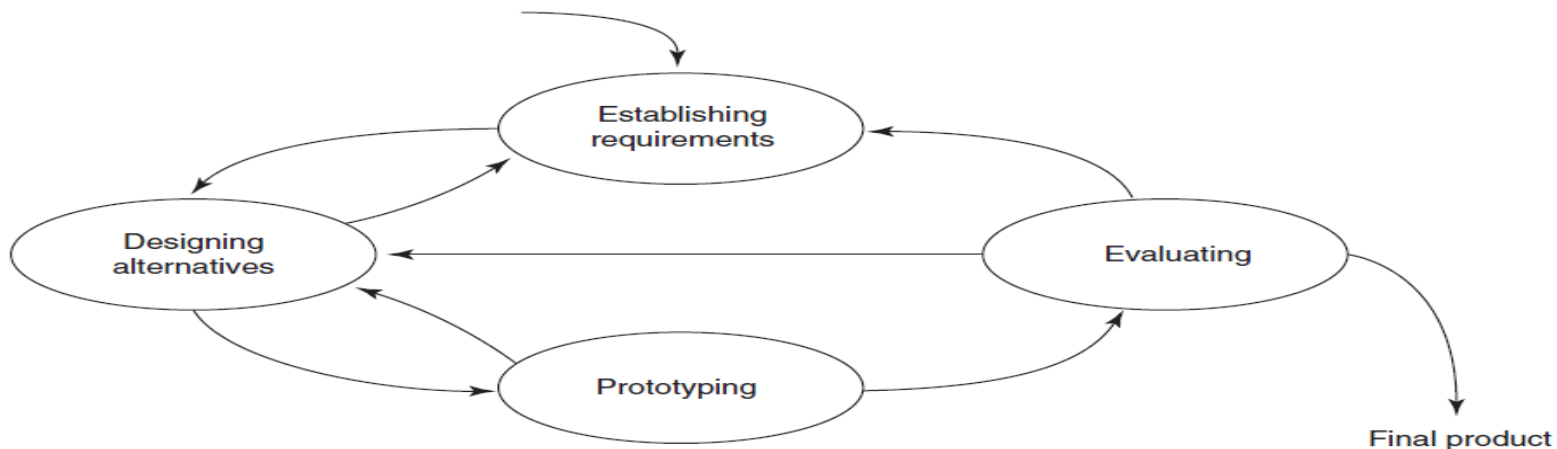 Establishing
requirements
Designing
alternatives
Evaluating
Prototyping
Final product